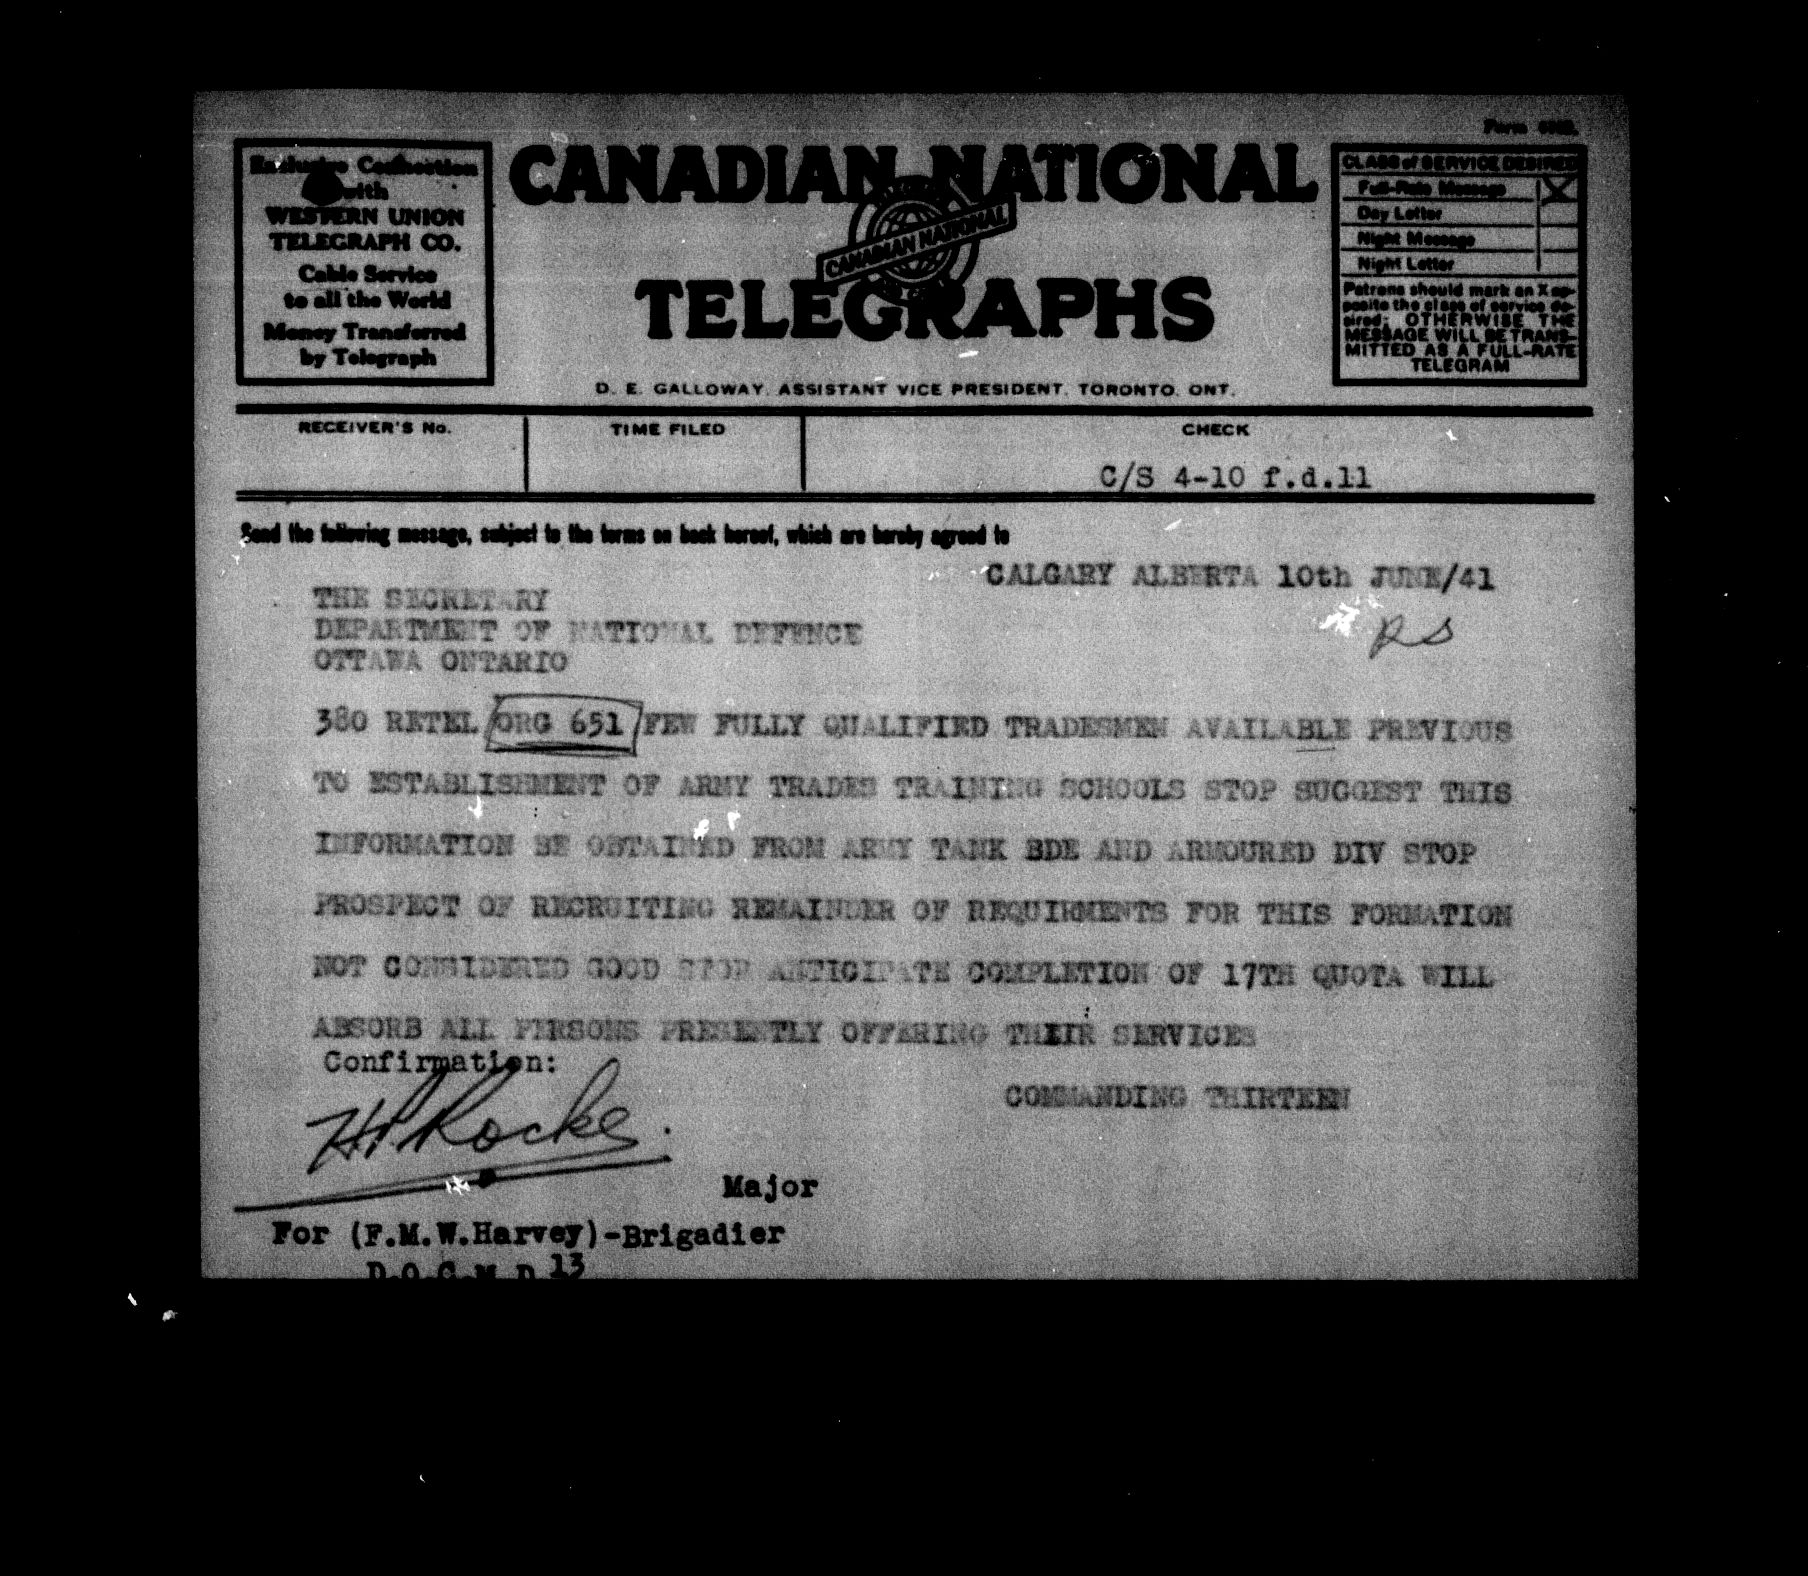 Form
Exclusive Connection
with
WESTERN UNION
TELEGRAPH CO.
Cable Service
to all the World
Money Transferred
by Telegraph
CANADIAN NATIONAL
CANADIAN NATIONAL
TELEGRAPHS
D. E. GALLOWAY, ASSISTANT VICE PRESIDENT, TORONTO, ONT.
CLASS of SERVICE DESIRED
Full-Rate Message X
Day Letter
Night Message
Night Letter
Patrons should mark an X op-
posite the class of service de-
sired; OTHERWISE THE
MESSAGE WILL BE TRANS-
MITTED AS A FULL-RATE
TELEGRAM
RECEIVER'S No. TIME FILED CHECK
C/S 4-10 f.d.11
Send the following message, subject to the terms on back hereof, which are hereby agreed to
CALGARY ALBERTA 10th JUNE/41
THE SECRETARY
DEPARTMENT OF NATIONAL DEFENCE
OTTAWA ONTARIO
380 RETEL ORG 651 FEW FULLY QUALIFIED TRADESMEN AVAILABLE PREVIOUS
TO ESTABLISHMENT OF ARMY TRADES TRAINING SCHOOLS STOP SUGGEST THIS
INFORMATION BE OBTAINED FROM ARMY TANK BDE AND ARMOURED DIV STOP
PROSPECT OF RECRUITING REMAINDER OF REQUIRMENTS FOR THIS FORMATION
NOT CONSIDERED GOOD STOP ANTICIPATE COMPLETION OF 17TH QUOTA WILL
ABSORB ALL PERSONS PRESENTLY OFFERING THEIR SERVICES
Confirmation:
COMMANDING THIRTEEN
Major
For (F.M.W.Harvey)-Brigadier
D.O.C.M.D.13